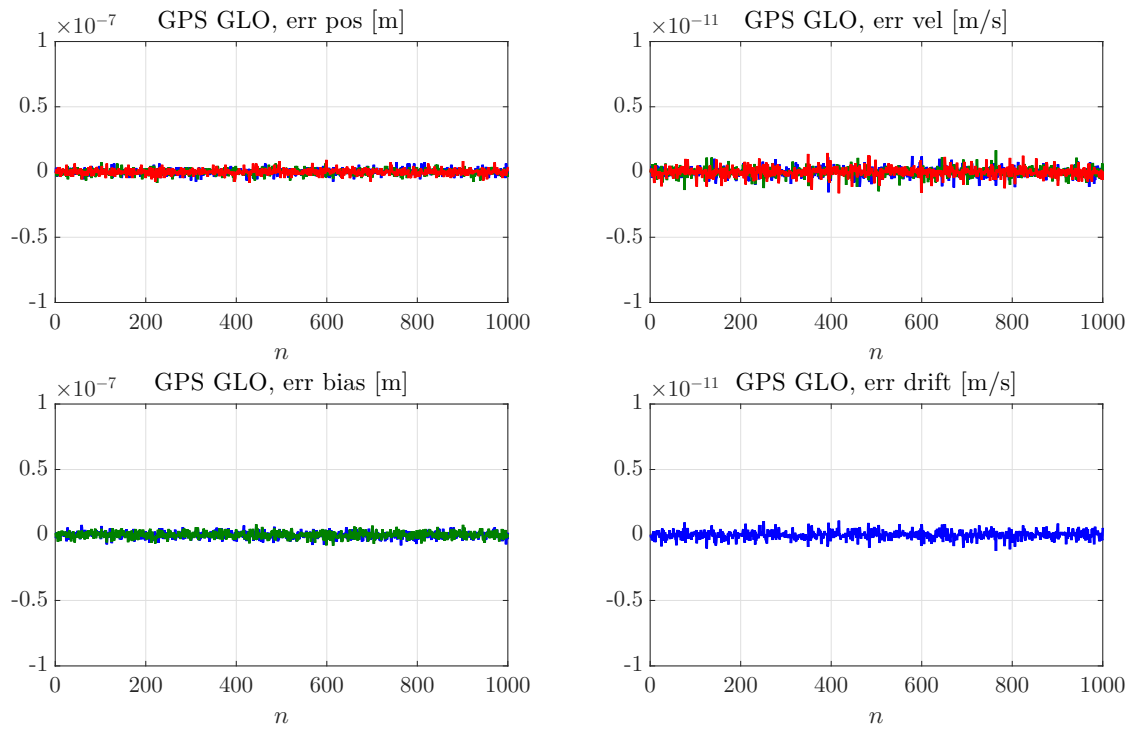 ×10⁻⁷ GPS GLO, err pos [m]
1
0.5
0
-0.5
-1
0 200 400 600 800 1000
n
×10⁻¹¹ GPS GLO, err vel [m/s]
1
0.5
0
-0.5
-1
0 200 400 600 800 1000
n
×10⁻⁷ GPS GLO, err bias [m]
1
0.5
0
-0.5
-1
0 200 400 600 800 1000
n
×10⁻¹¹ GPS GLO, err drift [m/s]
1
0.5
0
-0.5
-1
0 200 400 600 800 1000
n